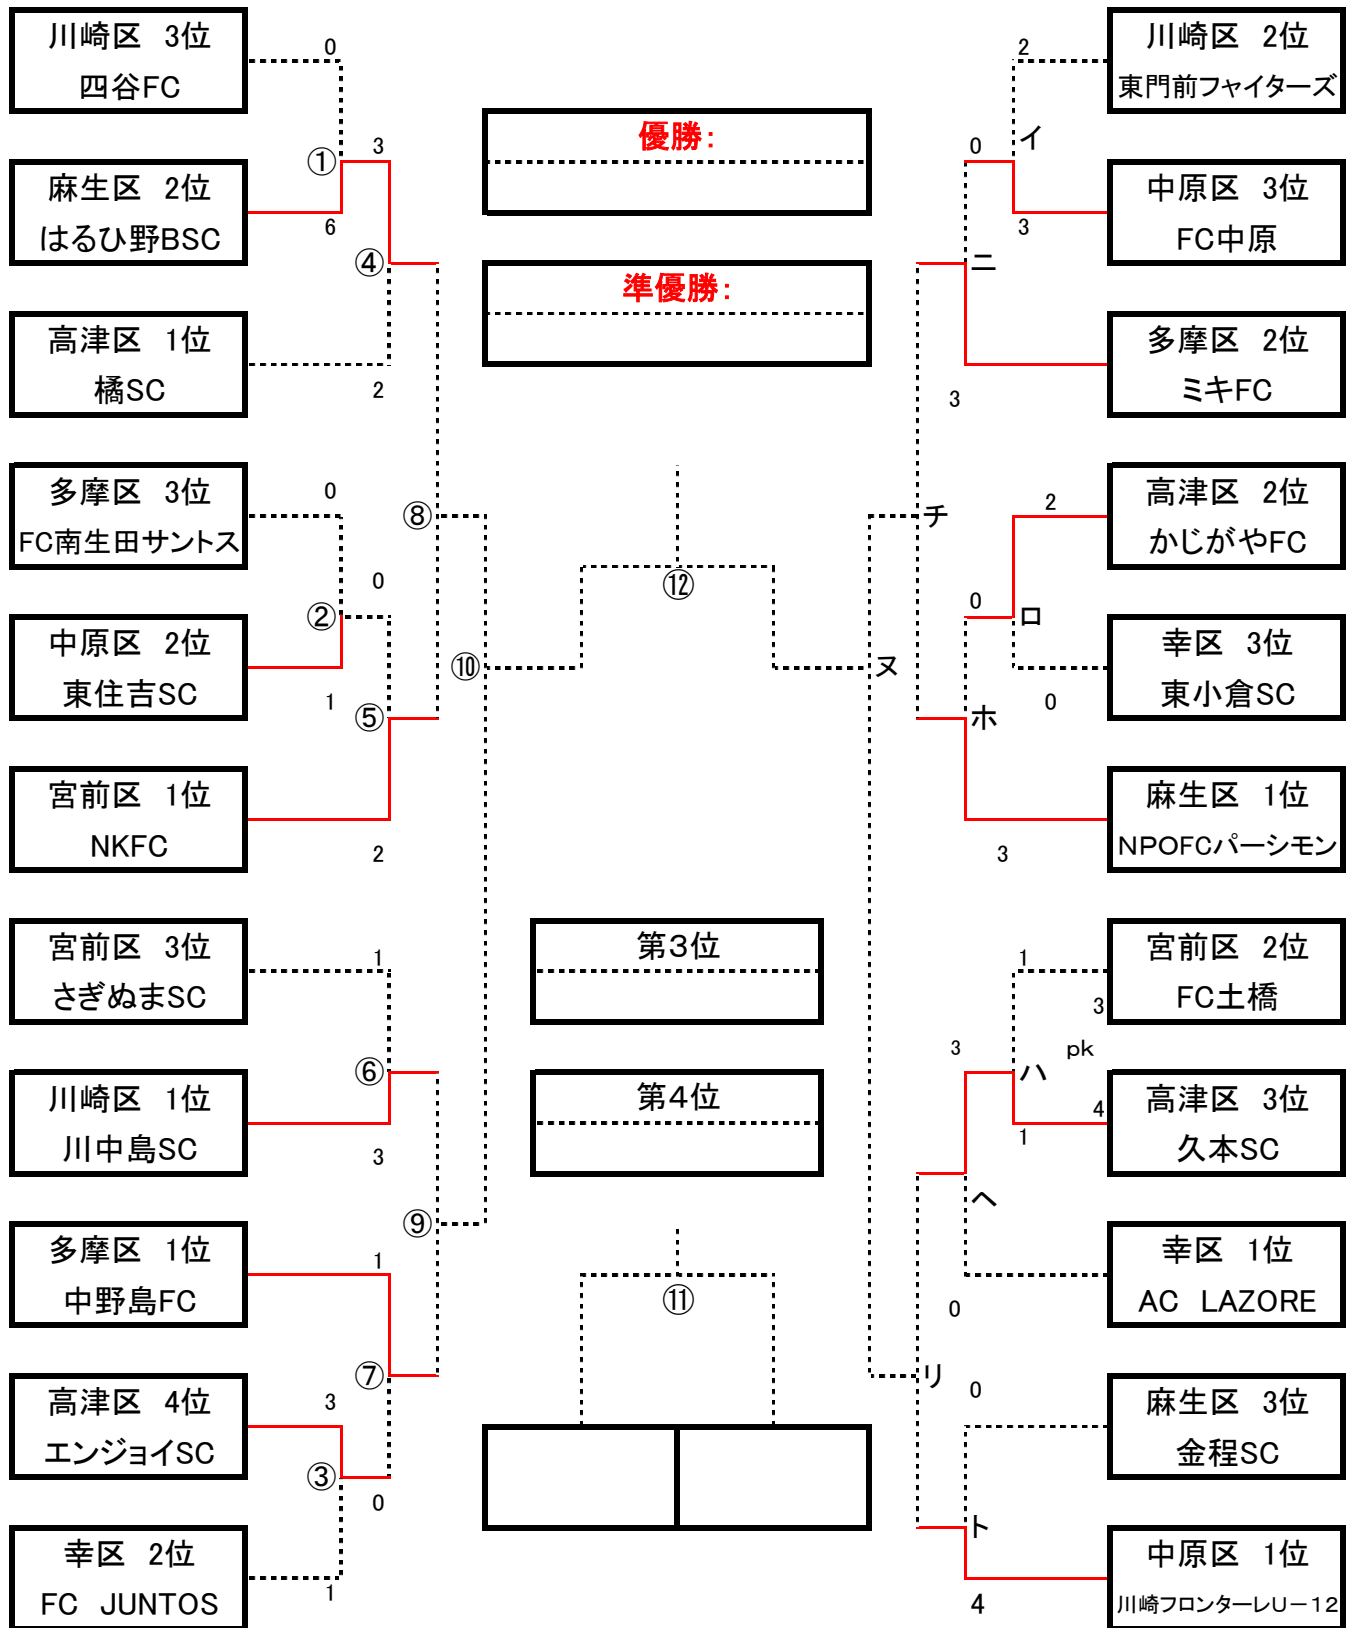 川崎区 3位
四谷FC
0
①
3
麻生区 2位
はるひ野BSC
6
④
高津区 1位
橘SC
2
多摩区 3位
FC南生田サントス
0
⑧
②
0
中原区 2位
東住吉SC
1
⑤
⑩
宮前区 1位
NKFC
2
宮前区 3位
さぎぬまSC
1
⑥
川崎区 1位
川中島SC
3
⑨
多摩区 1位
中野島FC
1
⑦
高津区 4位
エンジョイSC
3
③
0
幸区 2位
FC JUNTOS
1
優勝:
準優勝:
⑫
第3位
第4位
⑪
川崎区 2位
東門前ファイターズ
2
イ
0
中原区 3位
FC中原
3
ニ
多摩区 2位
ミキFC
3
チ
高津区 2位
かじがやFC
2
ロ
0
幸区 3位
東小倉SC
0
ヌ
ホ
麻生区 1位
NPOFCパーシモン
3
宮前区 2位
FC土橋
1
3
pk
ハ
3
高津区 3位
久本SC
4
1
ヘ
幸区 1位
AC LAZORE
0
リ
麻生区 3位
金程SC
0
ト
中原区 1位
川崎フロンターレU-12
4